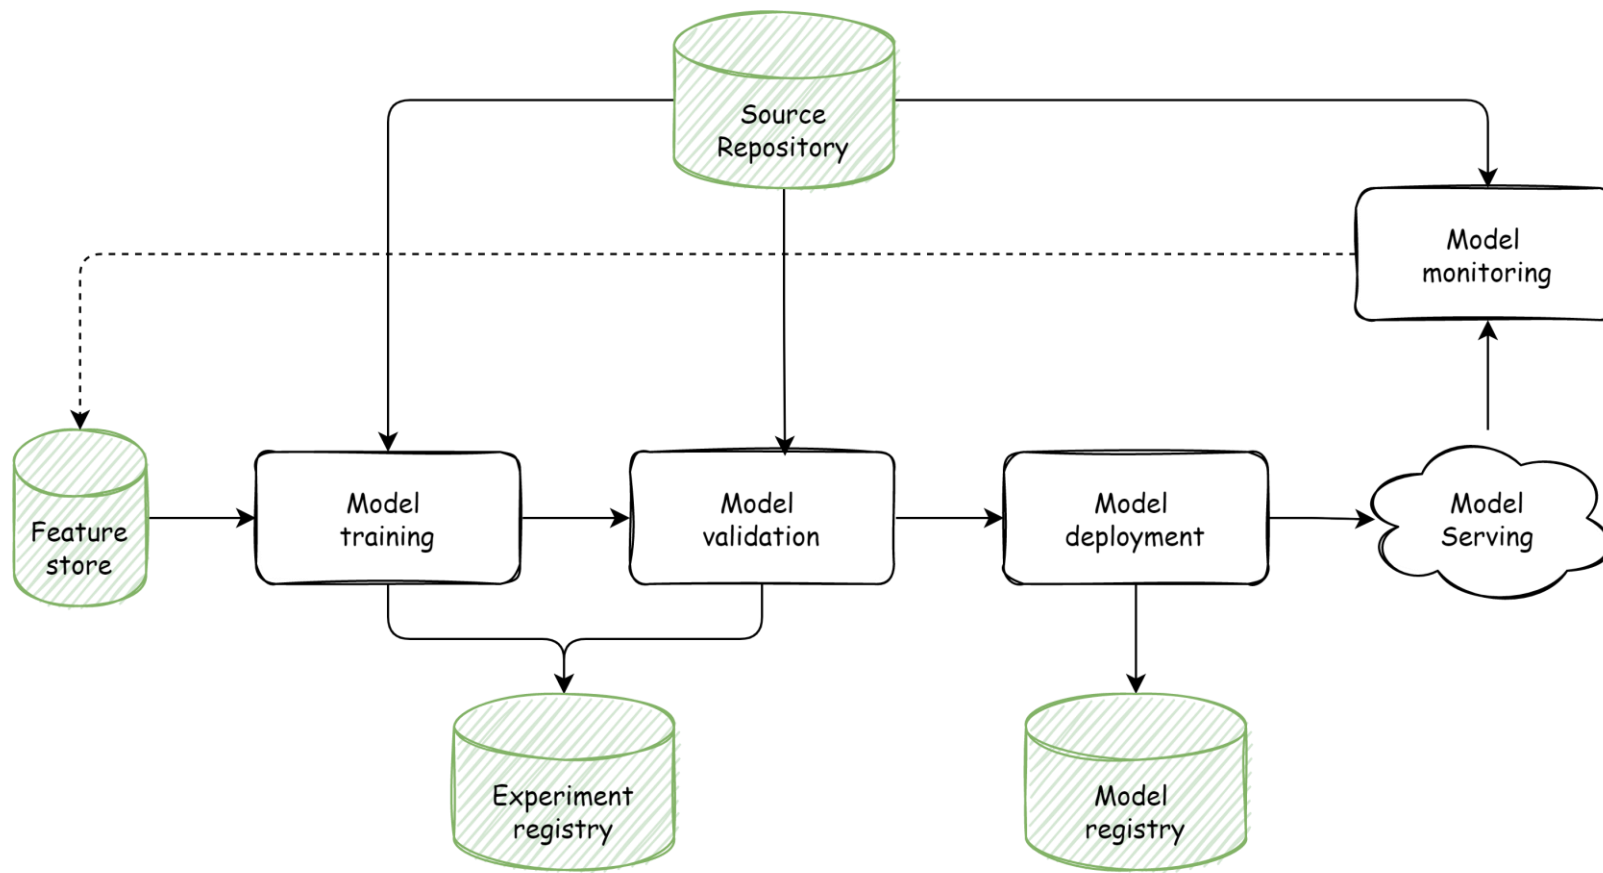 Source
Repository
Model
monitoring
Feature
store
Model
training
Model
validation
Model
deployment
Model
Serving
Experiment
registry
Model
registry